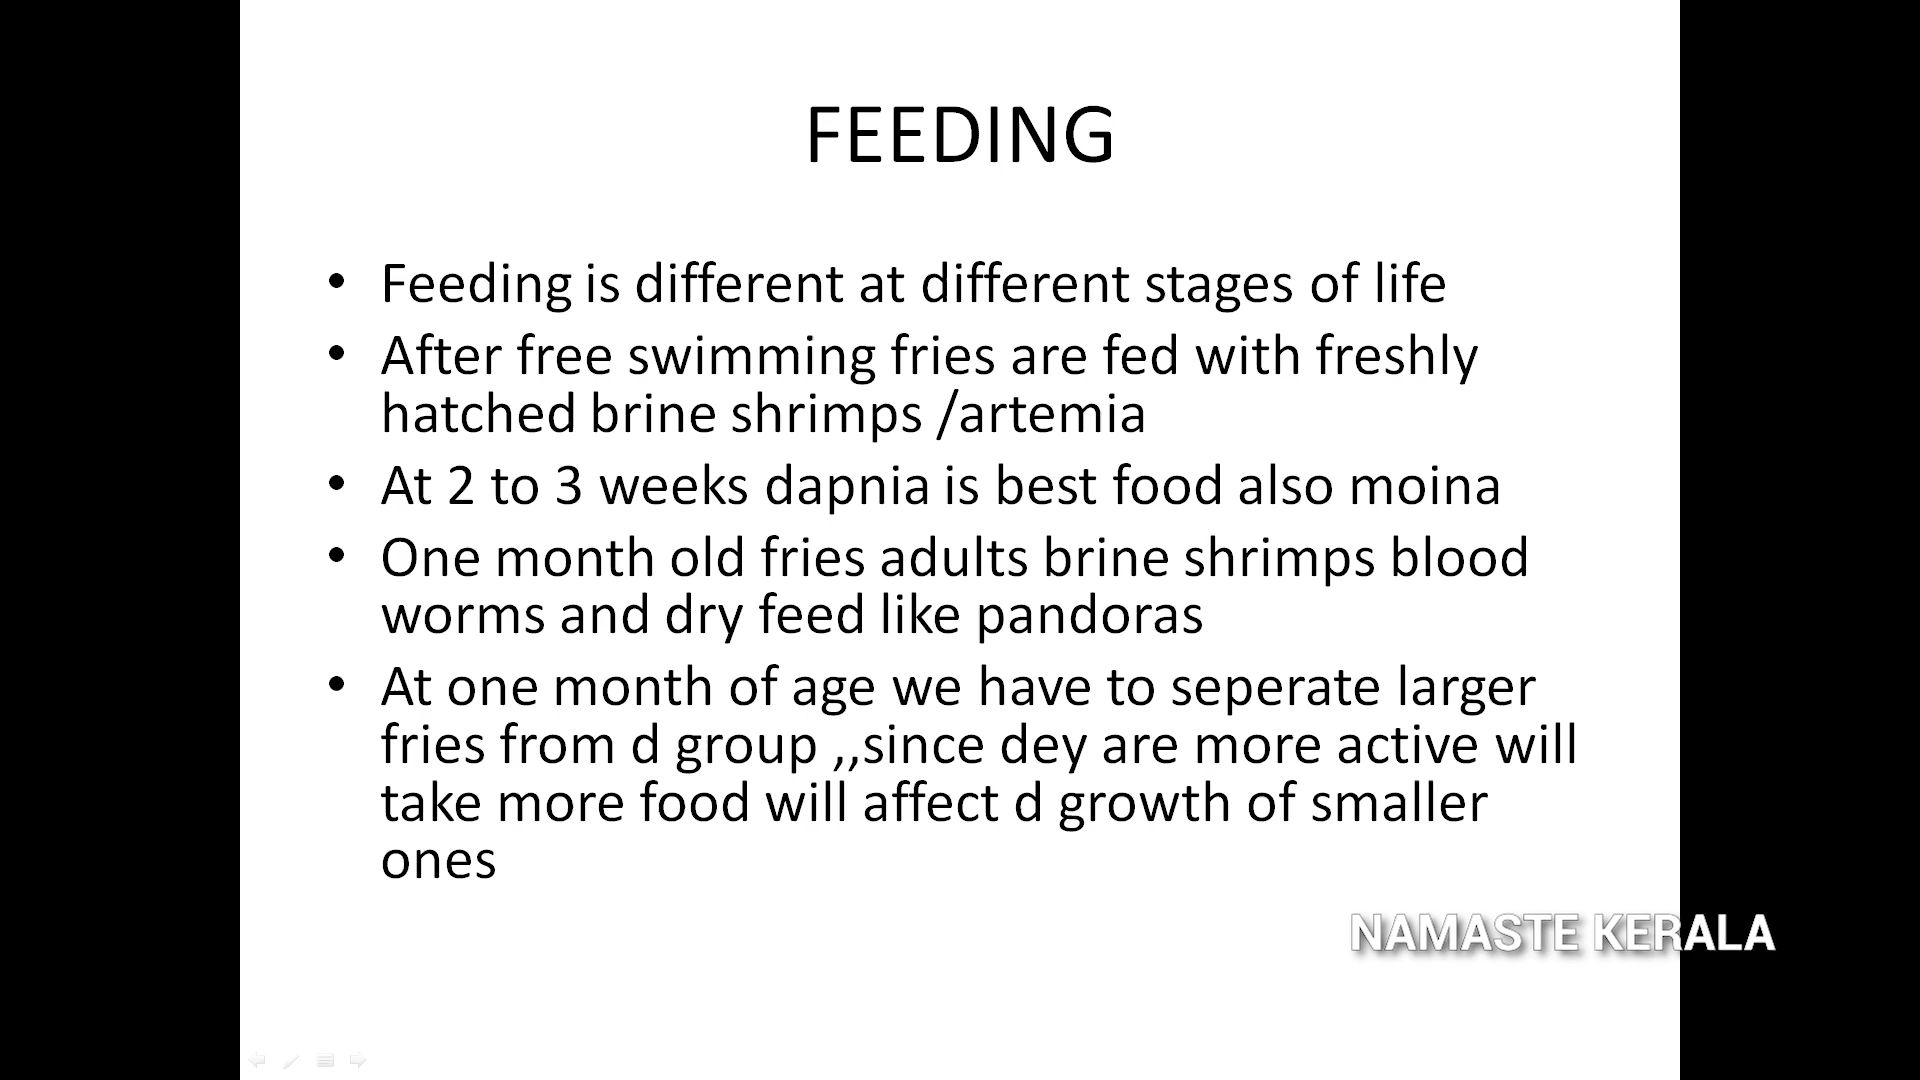 FEEDING
• Feeding is different at different stages of life
• After free swimming fries are fed with freshly
hatched brine shrimps /artemia
• At 2 to 3 weeks dapnia is best food also moina
• One month old fries adults brine shrimps blood
worms and dry feed like pandoras
• At one month of age we have to seperate larger
fries from d group ,,since dey are more active will
take more food will affect d growth of smaller
ones
NAMASTE KERALA